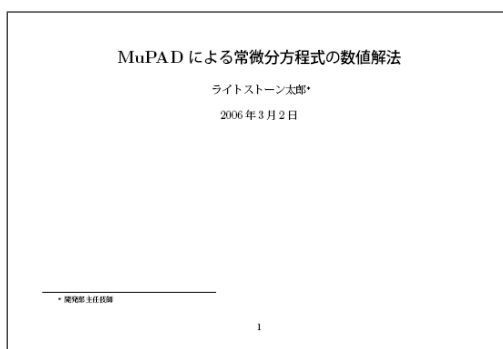 MuPAD による常微分方程式の数値解法
ライトストーン太郎*
2006 年 3 月 2 日
* 開発部主任技師
1